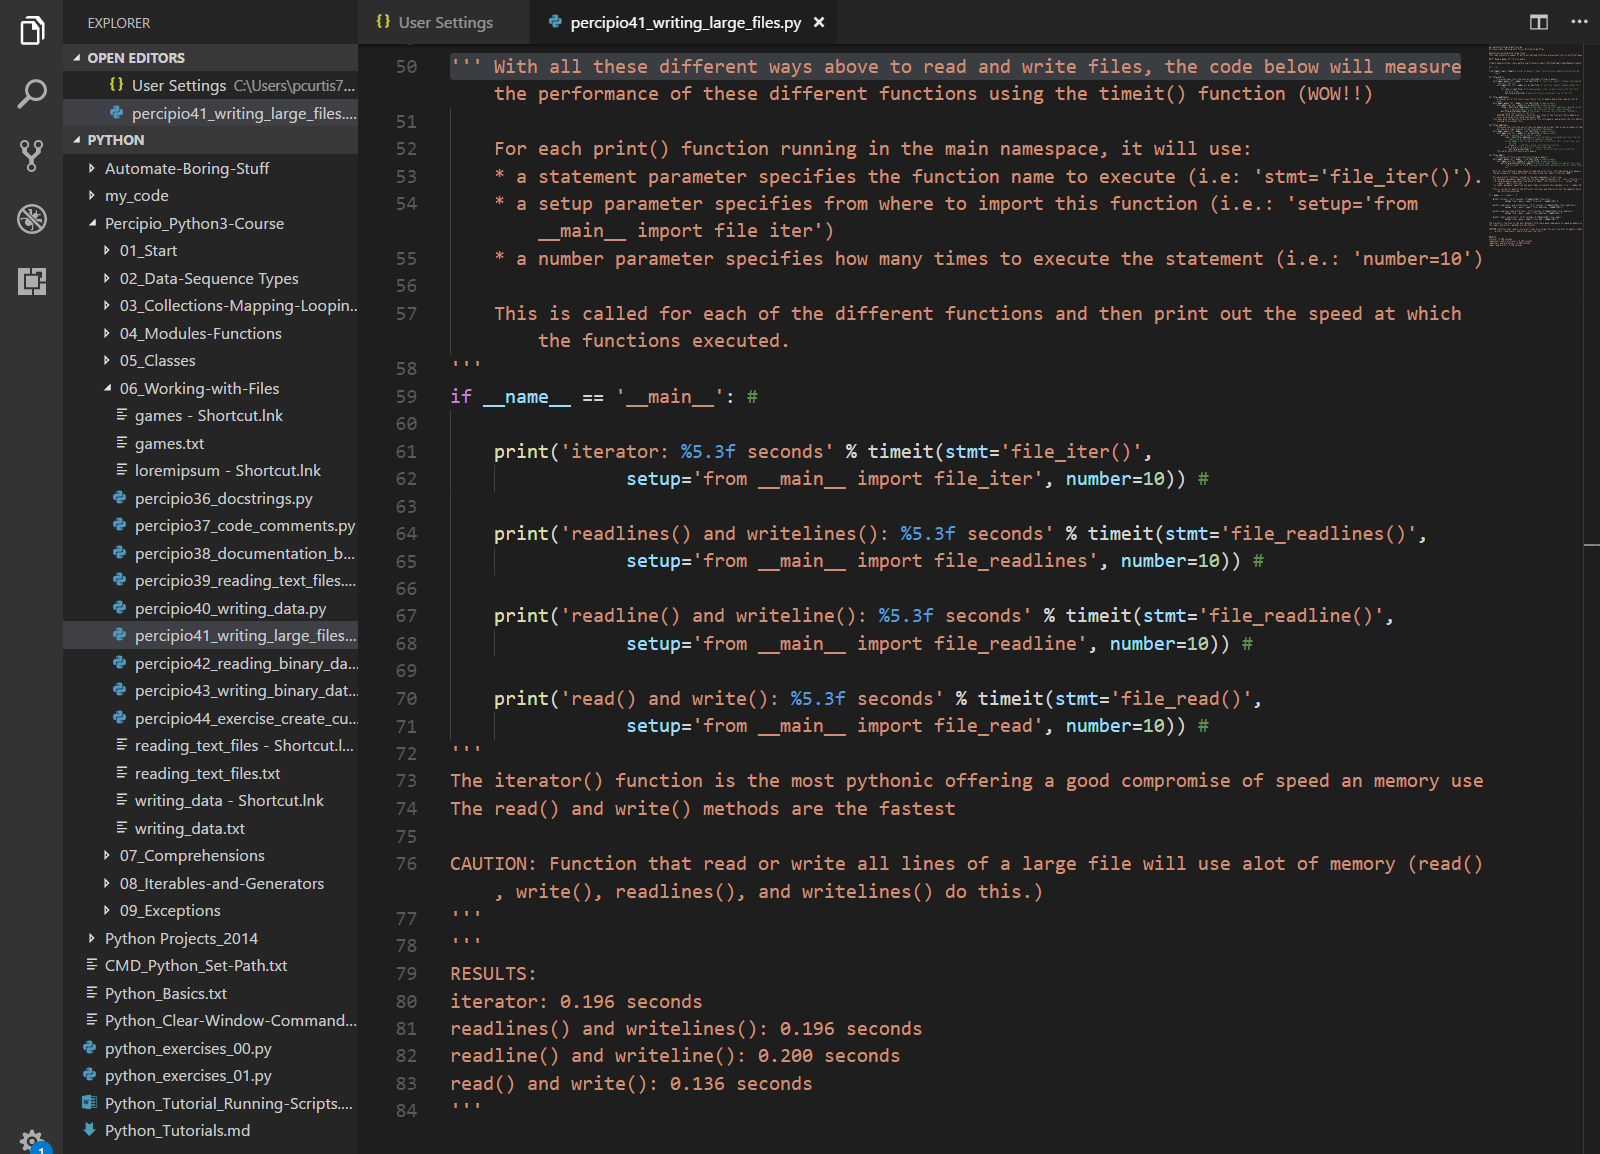 EXPLORER
OPEN EDITORS
{} User Settings C:\Users\pcurtis7...
percipio41_writing_large_files....
PYTHON
Automate-Boring-Stuff
my_code
Percipio_Python3-Course
01_Start
02_Data-Sequence Types
03_Collections-Mapping-Loopin...
04_Modules-Functions
05_Classes
06_Working-with-Files
games - Shortcut.lnk
games.txt
loremipsum - Shortcut.lnk
percipio36_docstrings.py
percipio37_code_comments.py
percipio38_documentation_b...
percipio39_reading_text_files....
percipio40_writing_data.py
percipio41_writing_large_files...
percipio42_reading_binary_da...
percipio43_writing_binary_dat...
percipio44_exercise_create_cu...
reading_text_files - Shortcut.l...
reading_text_files.txt
writing_data - Shortcut.lnk
writing_data.txt
07_Comprehensions
08_Iterables-and-Generators
09_Exceptions
Python Projects_2014
CMD_Python_Set-Path.txt
Python_Basics.txt
Python_Clear-Window-Command...
python_exercises_00.py
python_exercises_01.py
Python_Tutorial_Running-Scripts....
Python_Tutorials.md
1
{} User Settings
percipio41_writing_large_files.py ×
50 ''' With all these different ways above to read and write files, the code below will measure
the performance of these different functions using the timeit() function (WOW!!)
51
52 For each print() function running in the main namespace, it will use:
53 * a statement parameter specifies the function name to execute (i.e: 'stmt='file_iter()').
54 * a setup parameter specifies from where to import this function (i.e.: 'setup='from
__main__ import file iter')
55 * a number parameter specifies how many times to execute the statement (i.e.: 'number=10')
56
57 This is called for each of the different functions and then print out the speed at which
the functions executed.
58 '''
59 if __name__ == '__main__': #
60
61 print('iterator: %5.3f seconds' % timeit(stmt='file_iter()',
62 setup='from __main__ import file_iter', number=10)) #
63
64 print('readlines() and writelines(): %5.3f seconds' % timeit(stmt='file_readlines()',
65 setup='from __main__ import file_readlines', number=10)) #
66
67 print('readline() and writeline(): %5.3f seconds' % timeit(stmt='file_readline()',
68 setup='from __main__ import file_readline', number=10)) #
69
70 print('read() and write(): %5.3f seconds' % timeit(stmt='file_read()',
71 setup='from __main__ import file_read', number=10)) #
72 '''
73 The iterator() function is the most pythonic offering a good compromise of speed an memory use
74 The read() and write() methods are the fastest
75
76 CAUTION: Function that read or write all lines of a large file will use alot of memory (read()
, write(), readlines(), and writelines() do this.)
77 '''
78 '''
79 RESULTS:
80 iterator: 0.196 seconds
81 readlines() and writelines(): 0.196 seconds
82 readline() and writeline(): 0.200 seconds
83 read() and write(): 0.136 seconds
84 '''